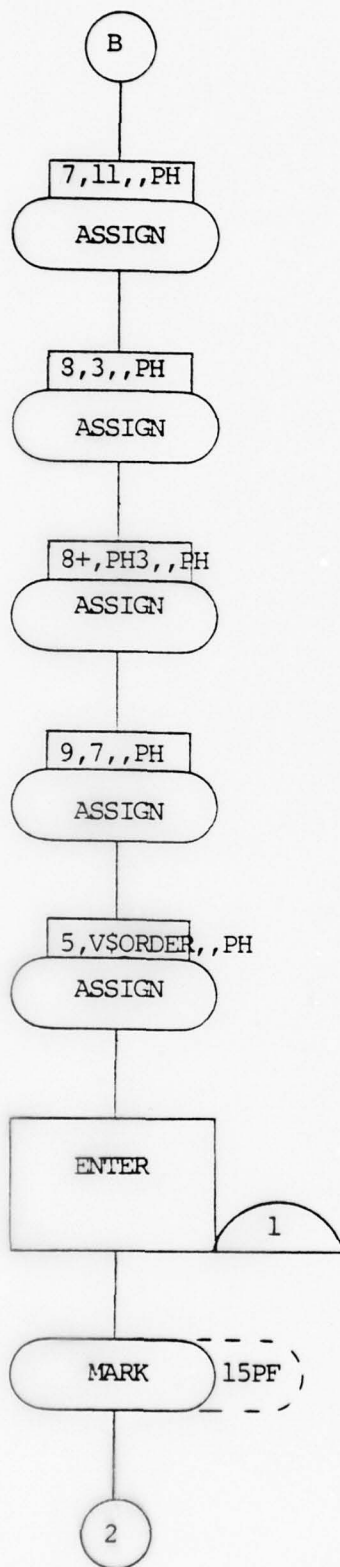 B
7,11,,PH
ASSIGN
8,3,,PH
ASSIGN
8+,PH3,,PH
ASSIGN
9,7,,PH
ASSIGN
5,V$ORDER,,PH
ASSIGN
ENTER
1
MARK 15PF
2